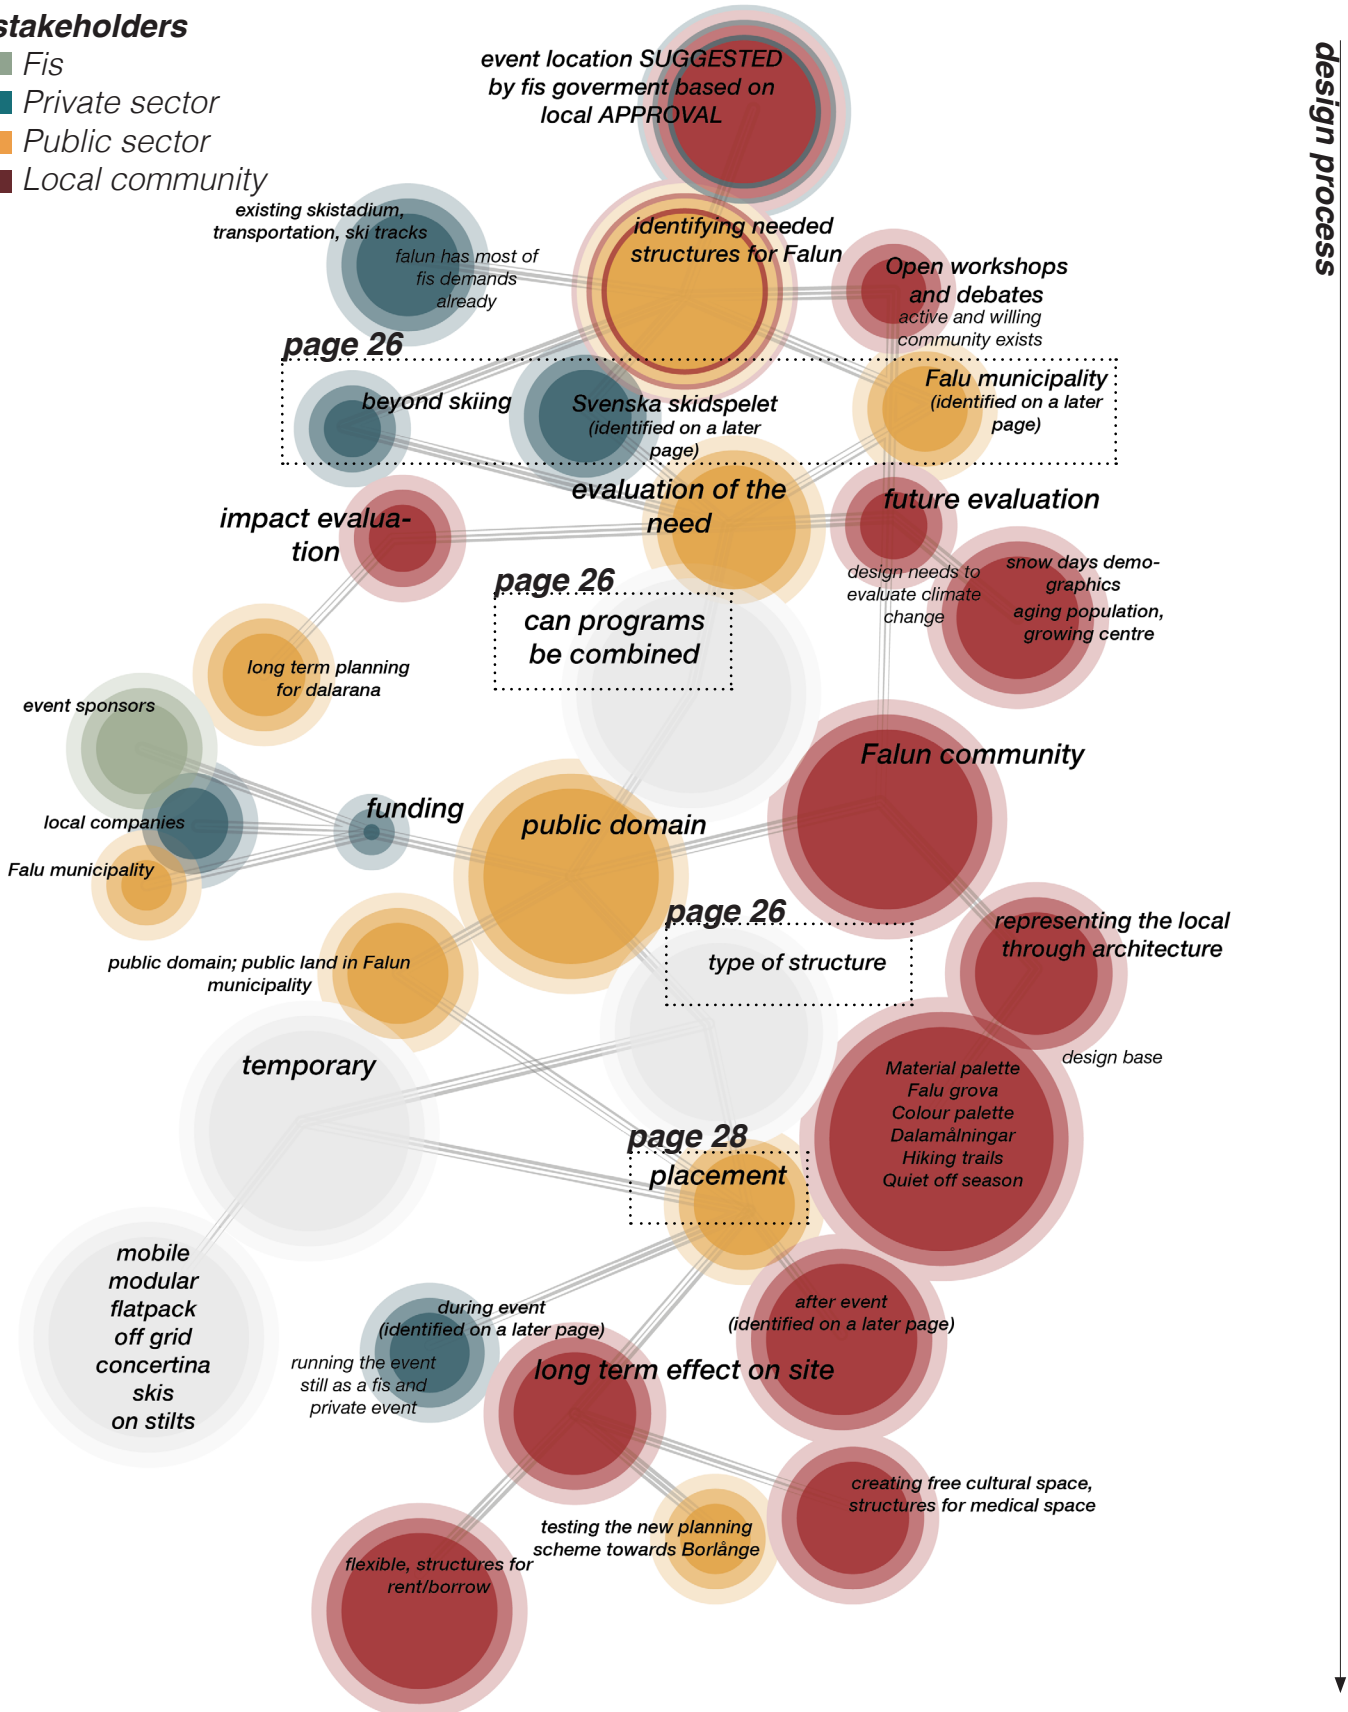 stakeholders
Fis
Private sector
Public sector
Local community
design process
event location SUGGESTED
by fis goverment based on
local APPROVAL
existing skistadium,
transportation, ski tracks
falun has most of
fis demands
already
identifying needed
structures for Falun
Open workshops
and debates
active and willing
community exists
page 26
beyond skiing
Svenska skidspelet
(identified on a later
page)
Falu municipality
(identified on a later
page)
evaluation of the
need
impact evalua-
tion
future evaluation
design needs to
evaluate climate
change
snow days demo-
graphics
aging population,
growing centre
page 26
can programs
be combined
long term planning
for dalarana
event sponsors
local companies
Falu municipality
funding
public domain
Falun community
page 26
type of structure
representing the local
through architecture
design base
public domain; public land in Falun
municipality
temporary
Material palette
Falu grova
Colour palette
Dalamålningar
Hiking trails
Quiet off season
page 28
placement
mobile
modular
flatpack
off grid
concertina
skis
on stilts
during event
(identified on a later page)
running the event
still as a fis and
private event
after event
(identified on a later page)
long term effect on site
creating free cultural space,
structures for medical space
testing the new planning
scheme towards Borlånge
flexible, structures for
rent/borrow